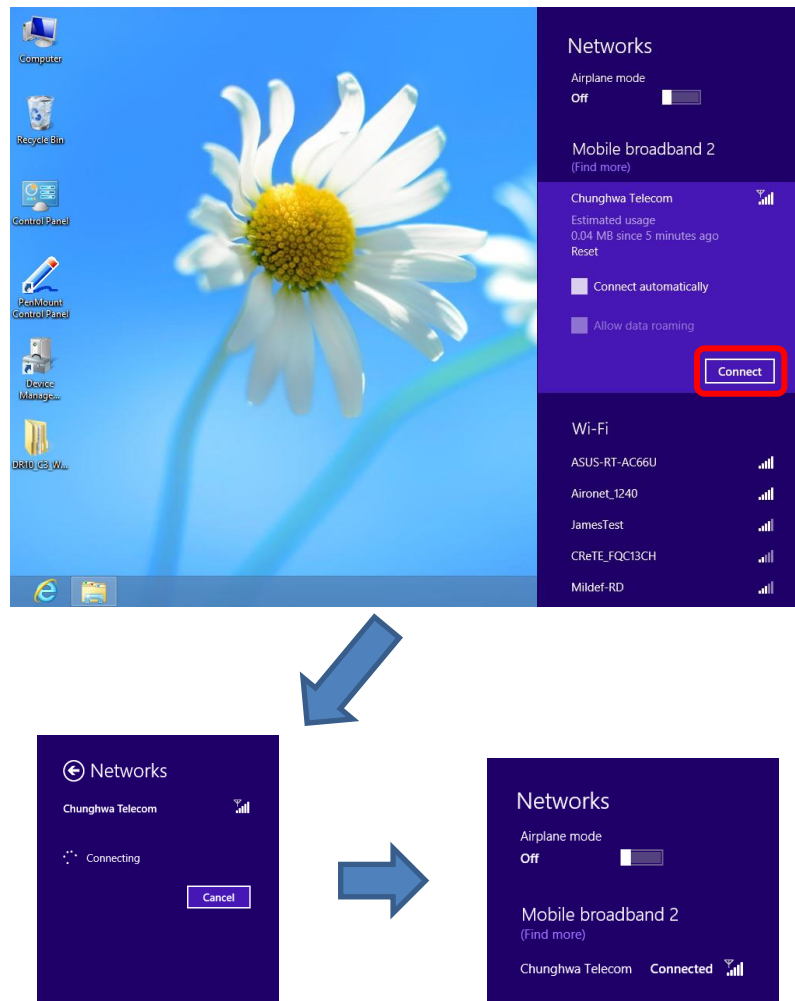 Computer
Recycle Bin
Control Panel
PenMount
Control Panel
Device
Manage...
DR10_C3_W...
Networks
Airplane mode
Off
Mobile broadband 2
(Find more)
Chunghwa Telecom
Estimated usage
0.04 MB since 5 minutes ago
Reset
Connect automatically
Allow data roaming
Connect
Wi-Fi
ASUS-RT-AC66U
Aironet_1240
JamesTest
CReTE_FQC13CH
Mildef-RD
Networks
Chunghwa Telecom
Connecting
Cancel
Networks
Airplane mode
Off
Mobile broadband 2
(Find more)
Chunghwa Telecom Connected